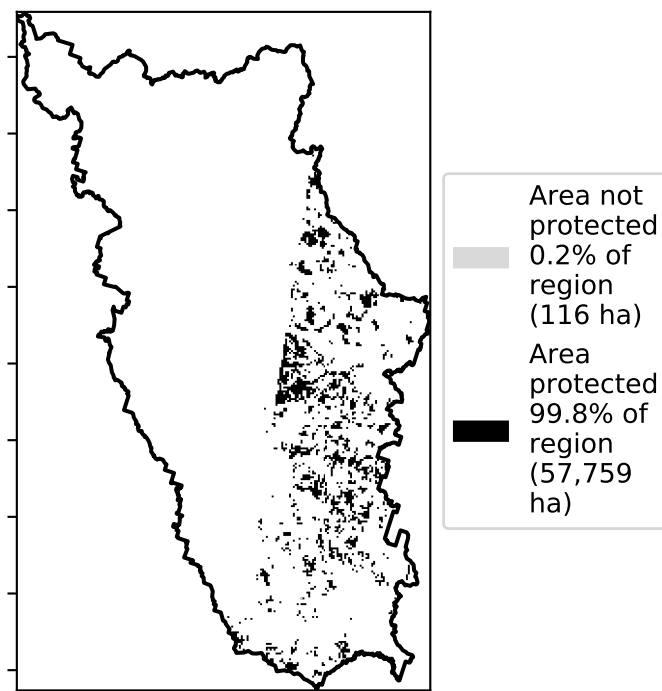 Area not
protected
0.2% of
region
(116 ha)
Area
protected
99.8% of
region
(57,759
ha)